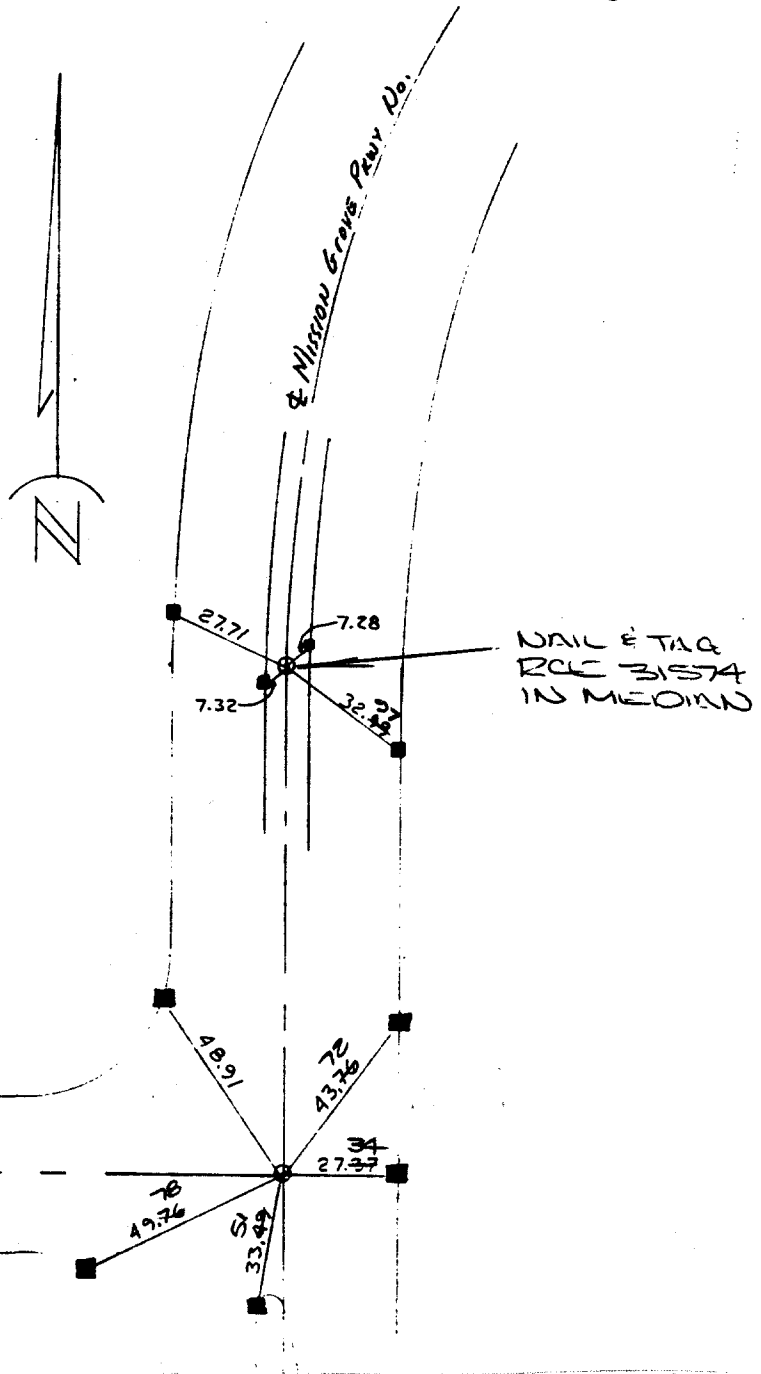 ℄ Mission Grove Pkwy No.
N
27.71
7.28
7.32
32.49
NAIL & TAG
RCE 31574
IN MEDIAN
48.91
72
43.76
34
27.37
78
49.76
51
33.49